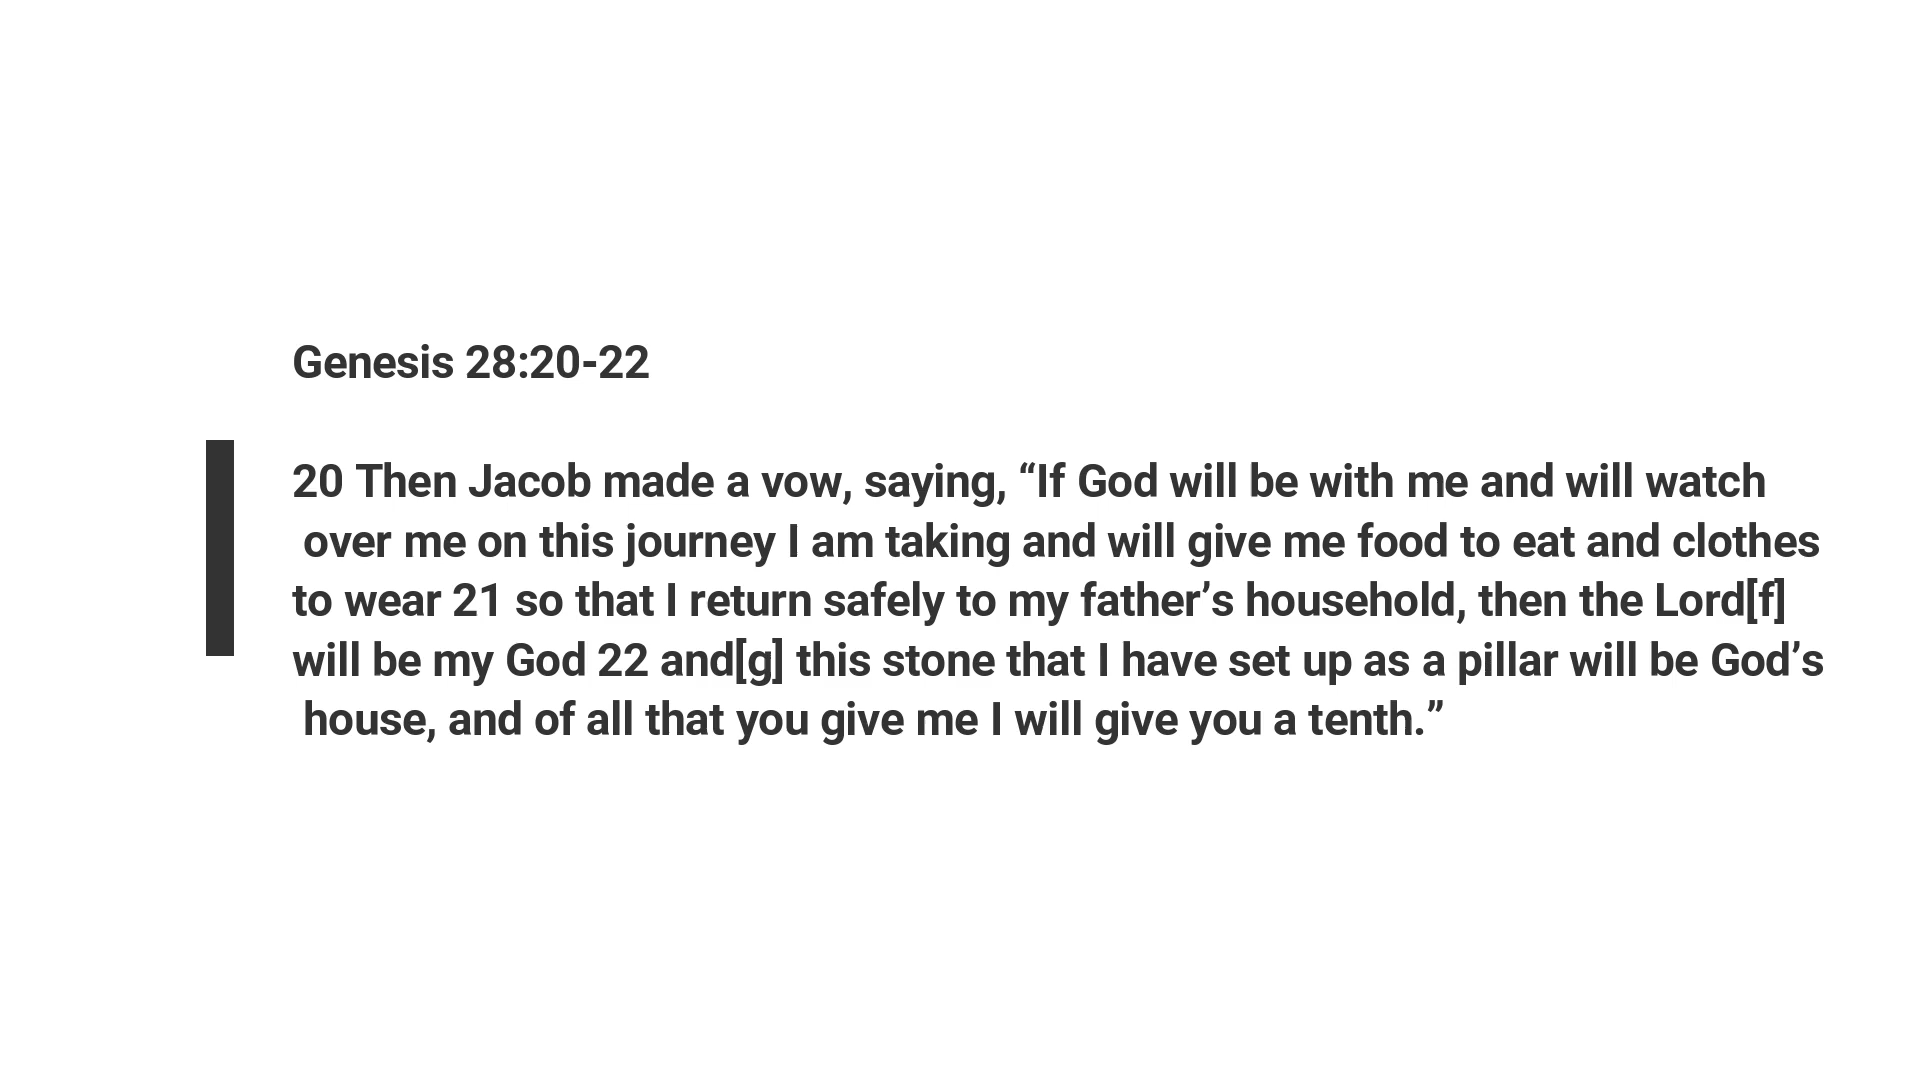 Genesis 28:20-22
20 Then Jacob made a vow, saying, “If God will be with me and will watch
over me on this journey I am taking and will give me food to eat and clothes
to wear 21 so that I return safely to my father’s household, then the Lord[f]
will be my God 22 and[g] this stone that I have set up as a pillar will be God’s
house, and of all that you give me I will give you a tenth.”